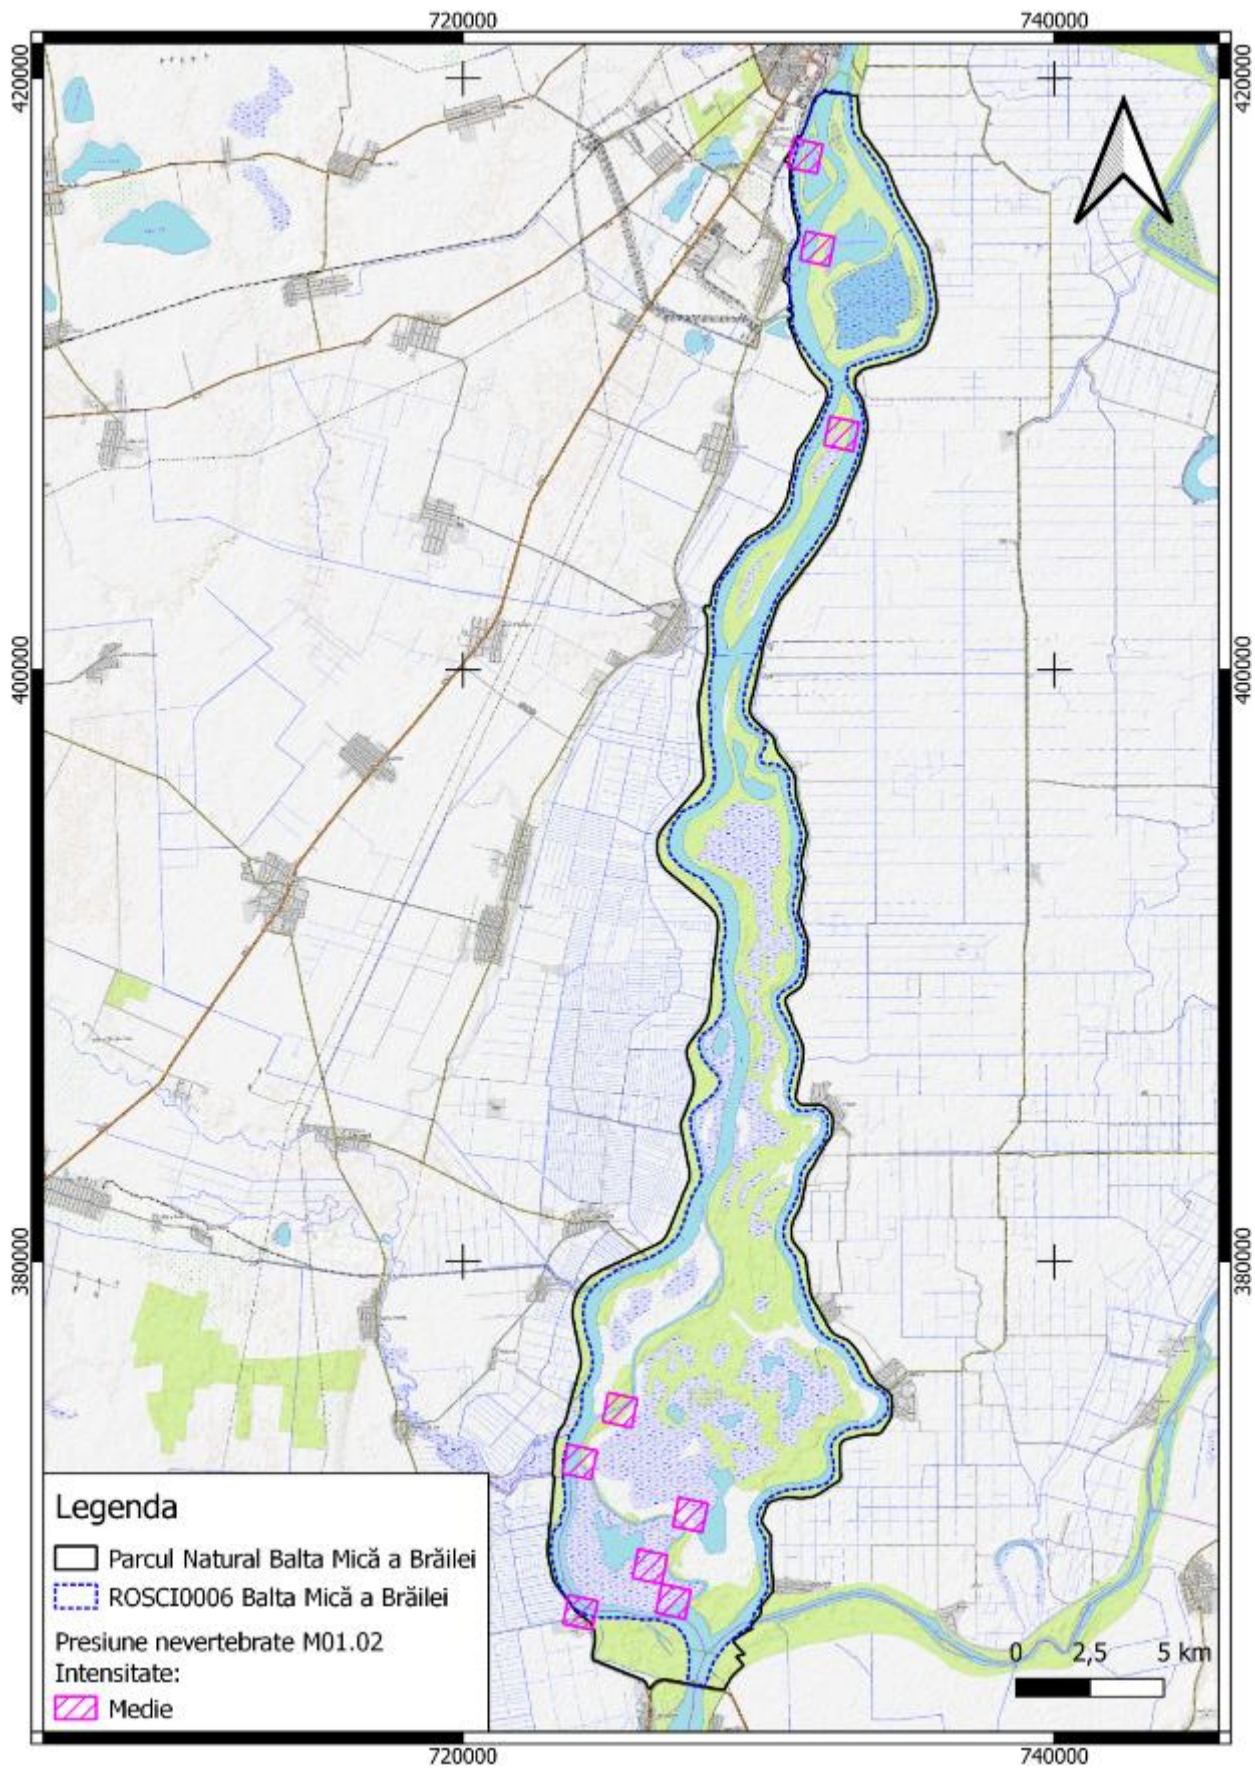 720000
740000
420000
420000
400000
400000
380000
380000
Legenda
Parcul Natural Balta Mică a Brăilei
ROSCI0006 Balta Mică a Brăilei
Presiune nevertebrate M01.02
Intensitate:
Medie
0 2,5 5 km
720000
740000